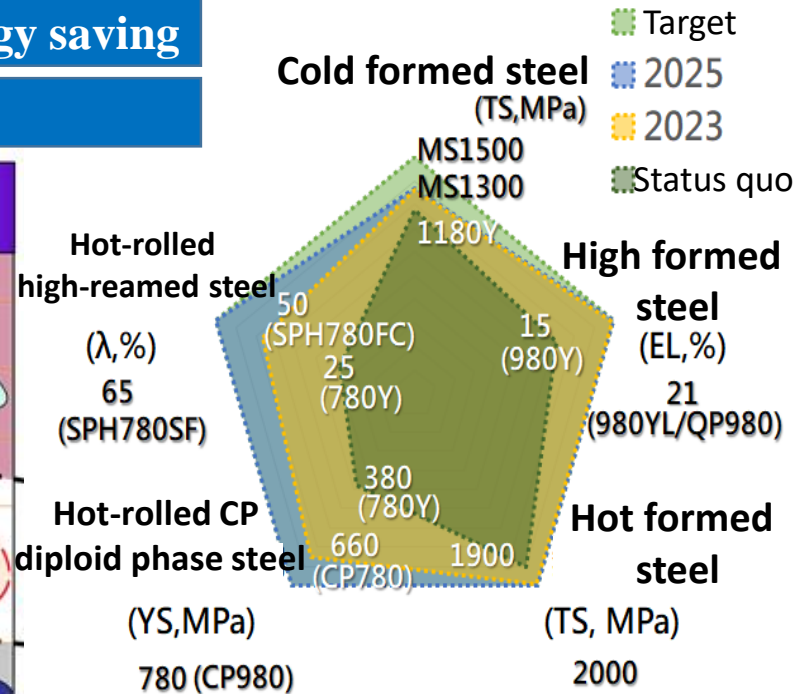 gy saving
Target
2025
2023
Status quo
Cold formed steel
(TS,MPa)
MS1500
MS1300
1180Y
Hot-rolled
high-reamed steel
(λ,%)
65
(SPH780SF)
50
(SPH780FC)
25
(780Y)
High formed
steel
(EL,%)
21
(980YL/QP980)
15
(980Y)
Hot-rolled CP
diploid phase steel
(YS,MPa)
780 (CP980)
380
(780Y)
660
(CP780)
1900
Hot formed
steel
(TS, MPa)
2000